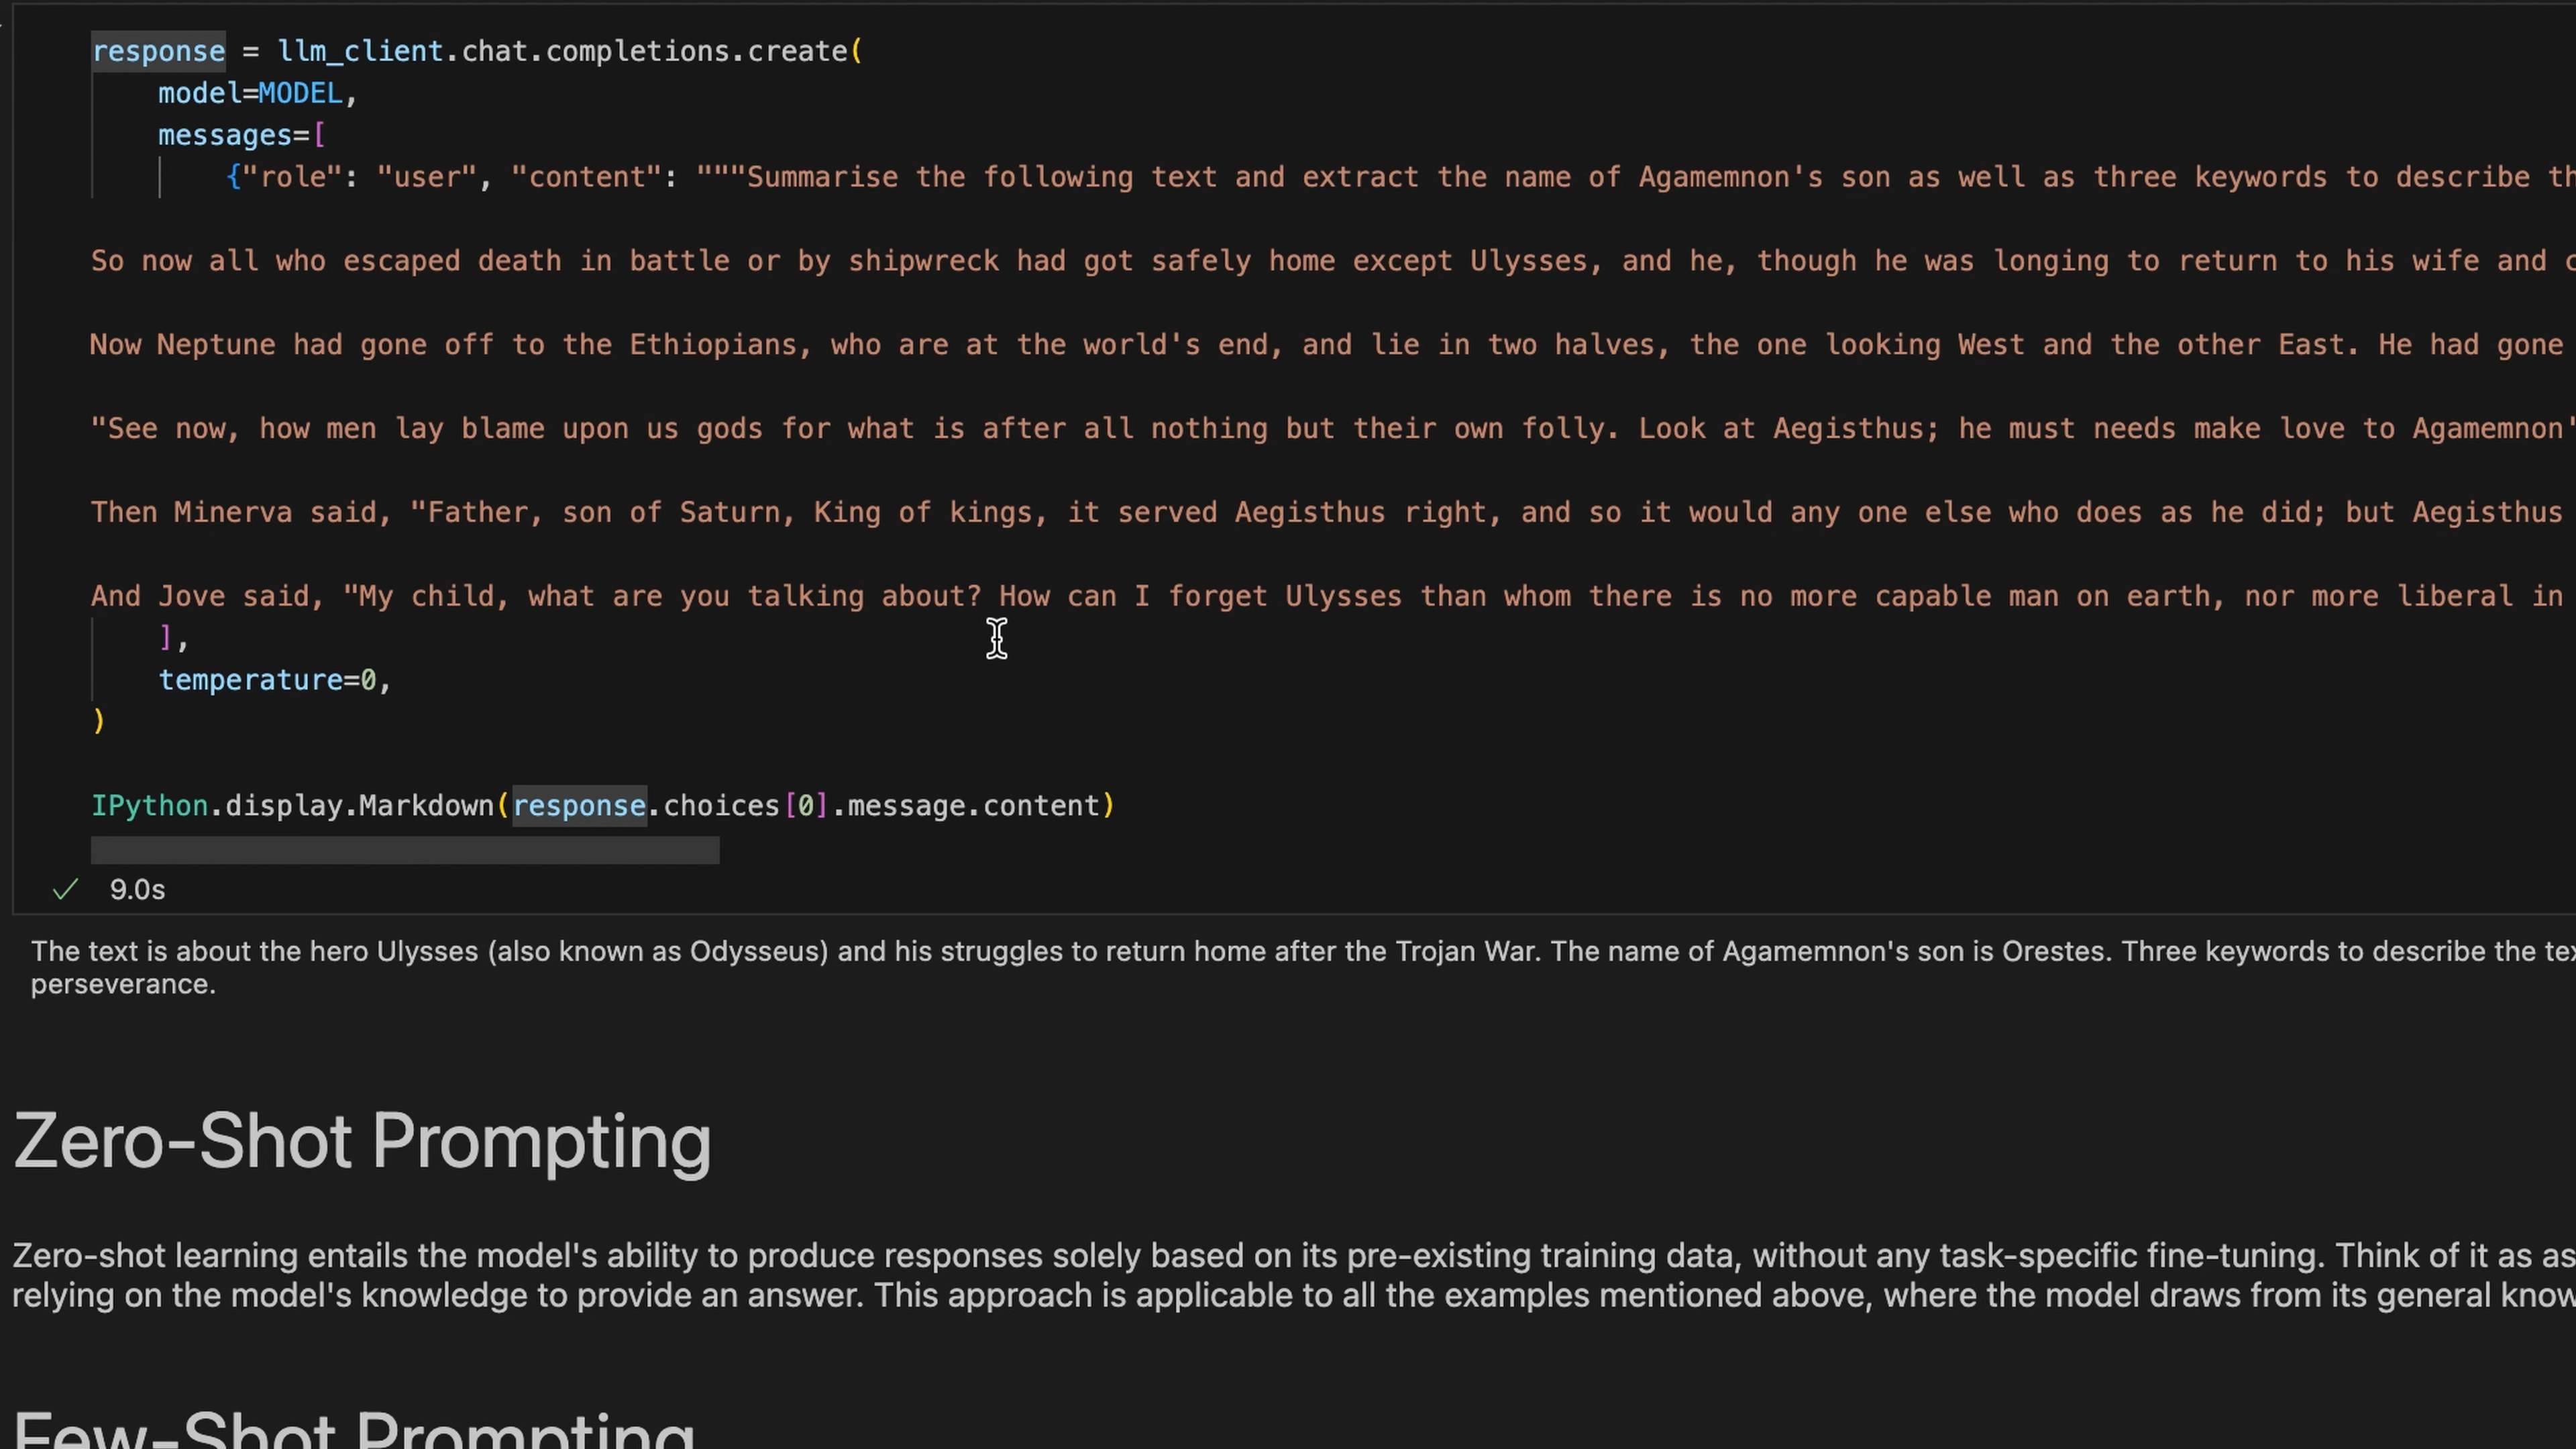 response = llm_client.chat.completions.create(
    model=MODEL,
    messages=[
        {"role": "user", "content": """Summarise the following text and extract the name of Agamemnon's son as well as three keywords to describe th
So now all who escaped death in battle or by shipwreck had got safely home except Ulysses, and he, though he was longing to return to his wife and c
Now Neptune had gone off to the Ethiopians, who are at the world's end, and lie in two halves, the one looking West and the other East. He had gone
"See now, how men lay blame upon us gods for what is after all nothing but their own folly. Look at Aegisthus; he must needs make love to Agamemnon'
Then Minerva said, "Father, son of Saturn, King of kings, it served Aegisthus right, and so it would any one else who does as he did; but Aegisthus
And Jove said, "My child, what are you talking about? How can I forget Ulysses than whom there is no more capable man on earth, nor more liberal in
    ],
    temperature=0,
)
IPython.display.Markdown(response.choices[0].message.content)
9.0s
The text is about the hero Ulysses (also known as Odysseus) and his struggles to return home after the Trojan War. The name of Agamemnon's son is Orestes. Three keywords to describe the tex
perseverance.
Zero-Shot Prompting
Zero-shot learning entails the model's ability to produce responses solely based on its pre-existing training data, without any task-specific fine-tuning. Think of it as as
relying on the model's knowledge to provide an answer. This approach is applicable to all the examples mentioned above, where the model draws from its general know
Few-Shot Prompting